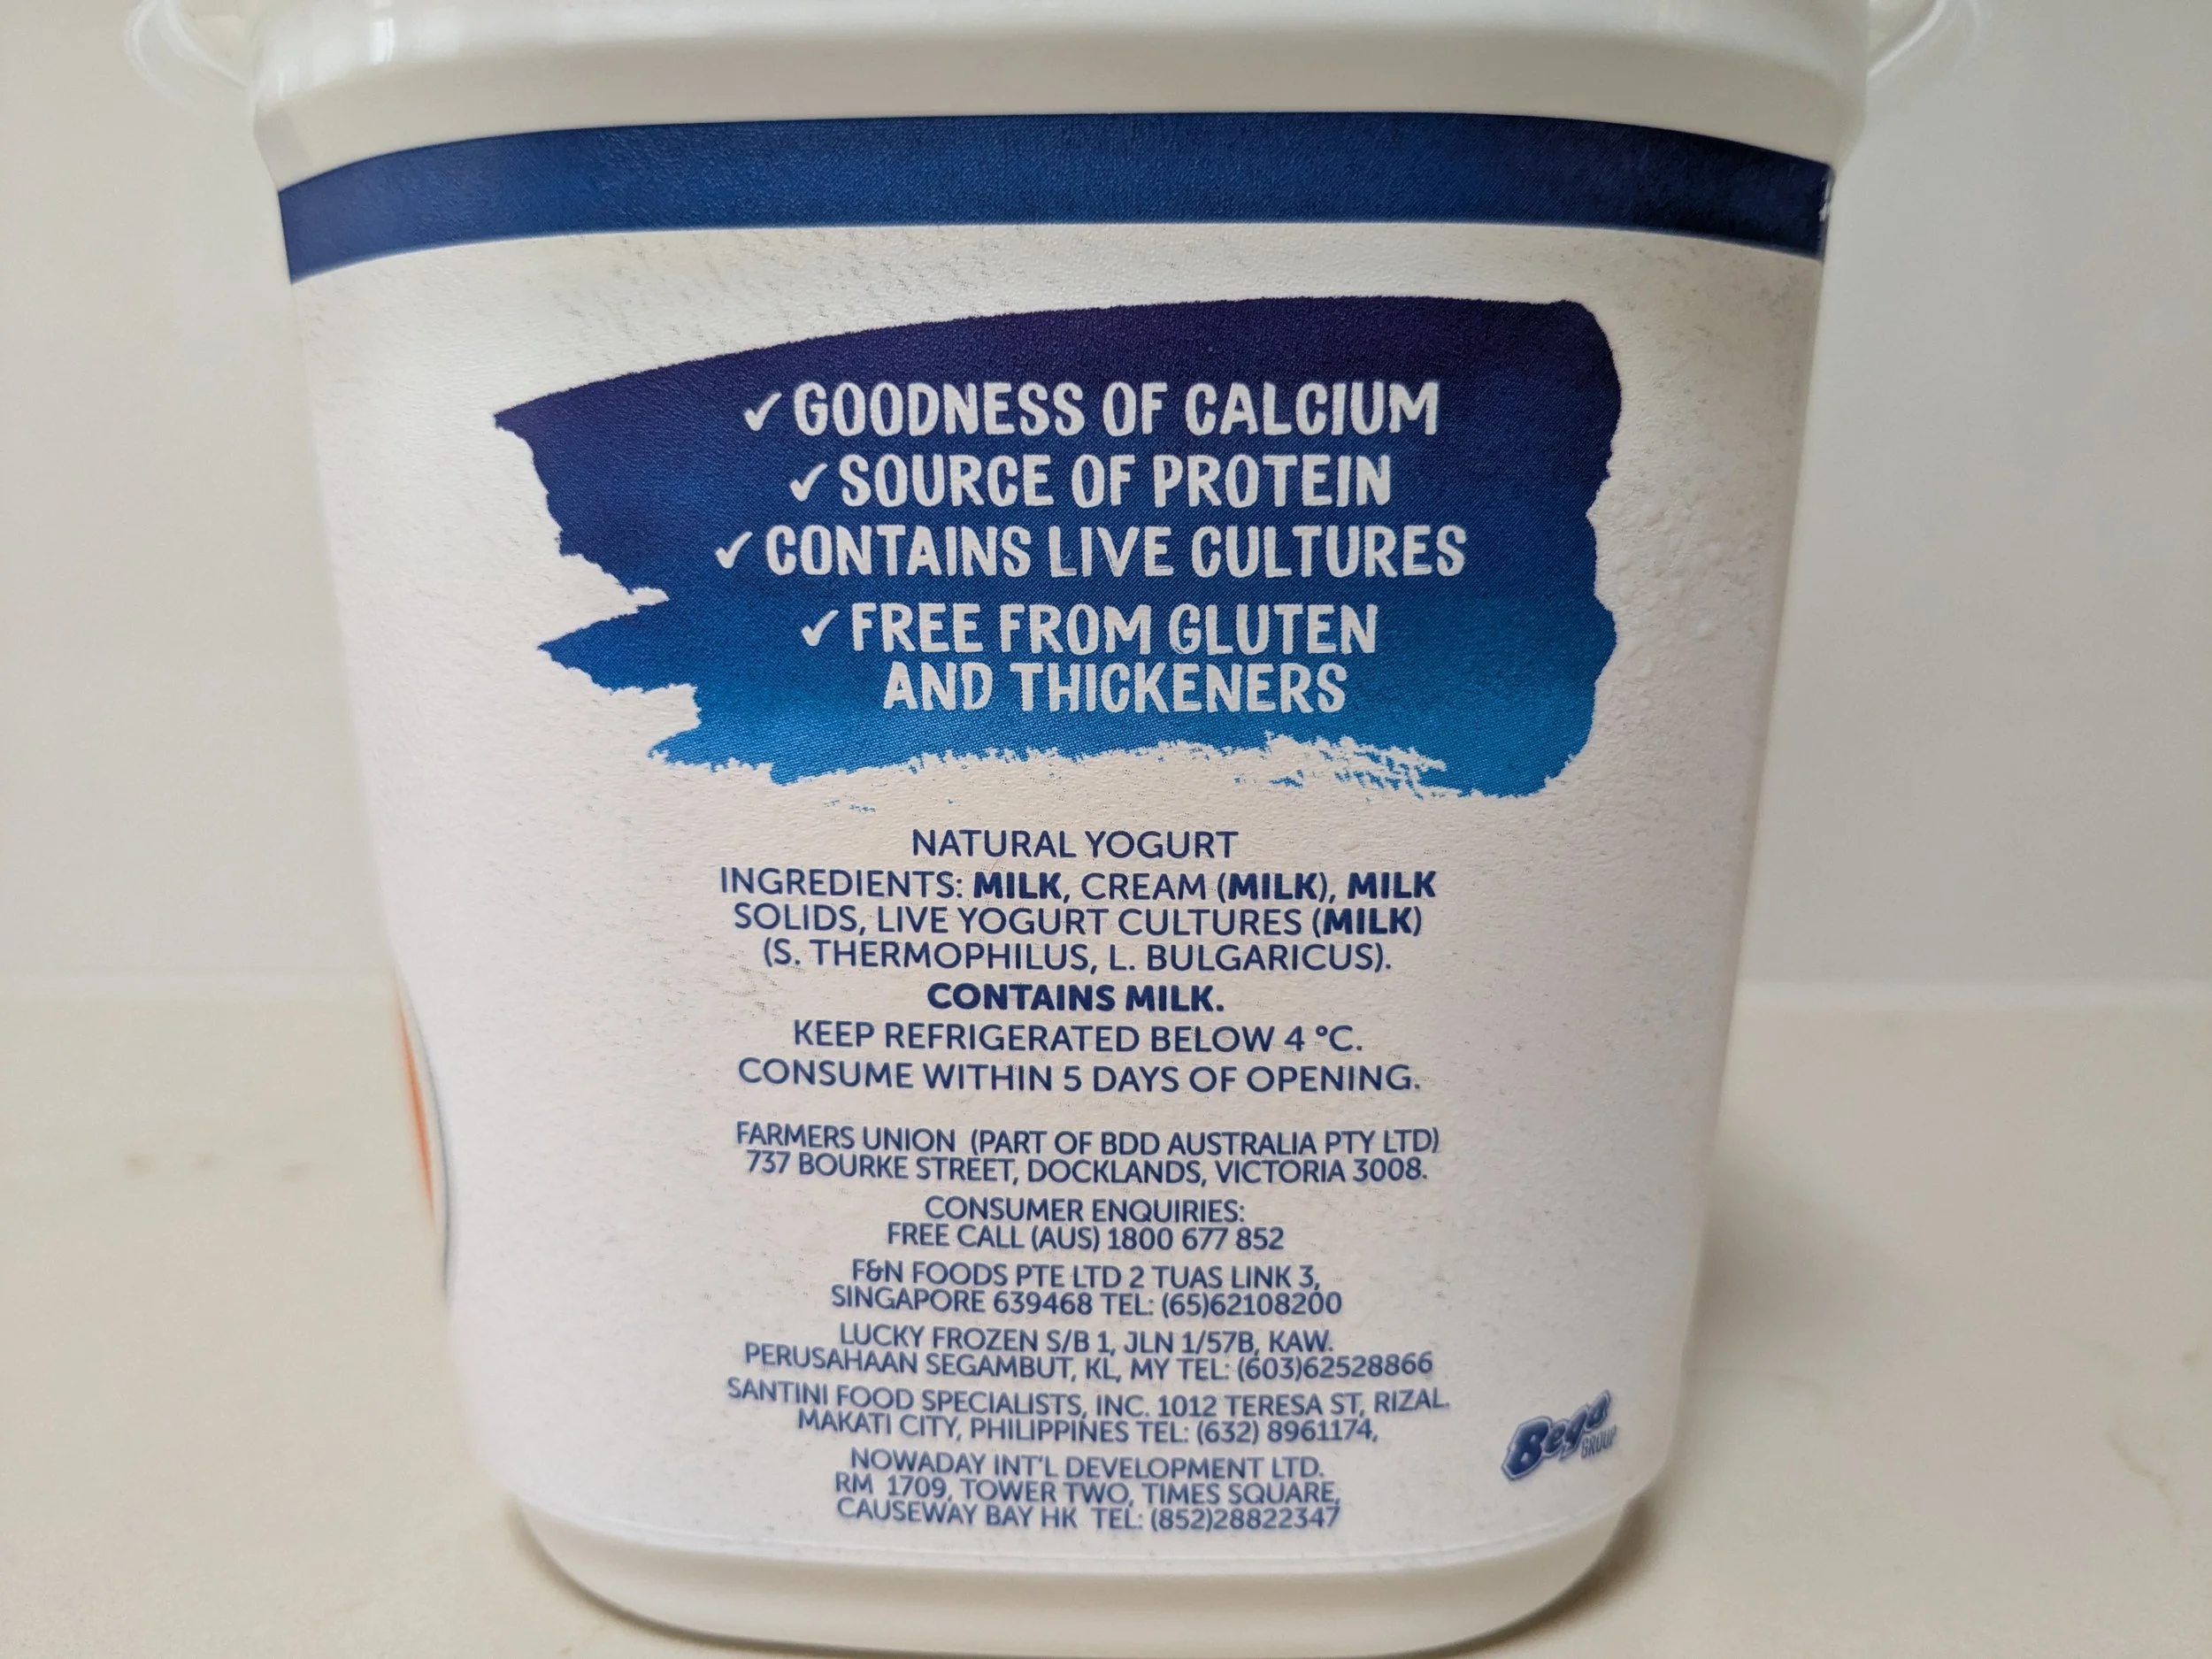 ✓ GOODNESS OF CALCIUM
✓ SOURCE OF PROTEIN
✓ CONTAINS LIVE CULTURES
✓ FREE FROM GLUTEN
AND THICKENERS
NATURAL YOGURT
INGREDIENTS: MILK, CREAM (MILK), MILK
SOLIDS, LIVE YOGURT CULTURES (MILK)
(S. THERMOPHILUS, L. BULGARICUS).
CONTAINS MILK.
KEEP REFRIGERATED BELOW 4 °C.
CONSUME WITHIN 5 DAYS OF OPENING.
FARMERS UNION (PART OF BDD AUSTRALIA PTY LTD)
737 BOURKE STREET, DOCKLANDS, VICTORIA 3008.
CONSUMER ENQUIRIES:
FREE CALL (AUS) 1800 677 852
F&N FOODS PTE LTD 2 TUAS LINK 3,
SINGAPORE 639468 TEL: (65)62108200
LUCKY FROZEN S/B 1, JLN 1/57B, KAW.
PERUSAHAAN SEGAMBUT, KL, MY TEL: (603)62528866
SANTINI FOOD SPECIALISTS, INC. 1012 TERESA ST, RIZAL.
MAKATI CITY, PHILIPPINES TEL: (632) 8961174,
NOWADAY INT'L DEVELOPMENT LTD.
RM 1709, TOWER TWO, TIMES SQUARE,
CAUSEWAY BAY HK TEL: (852)28822347
Bega
GROUP